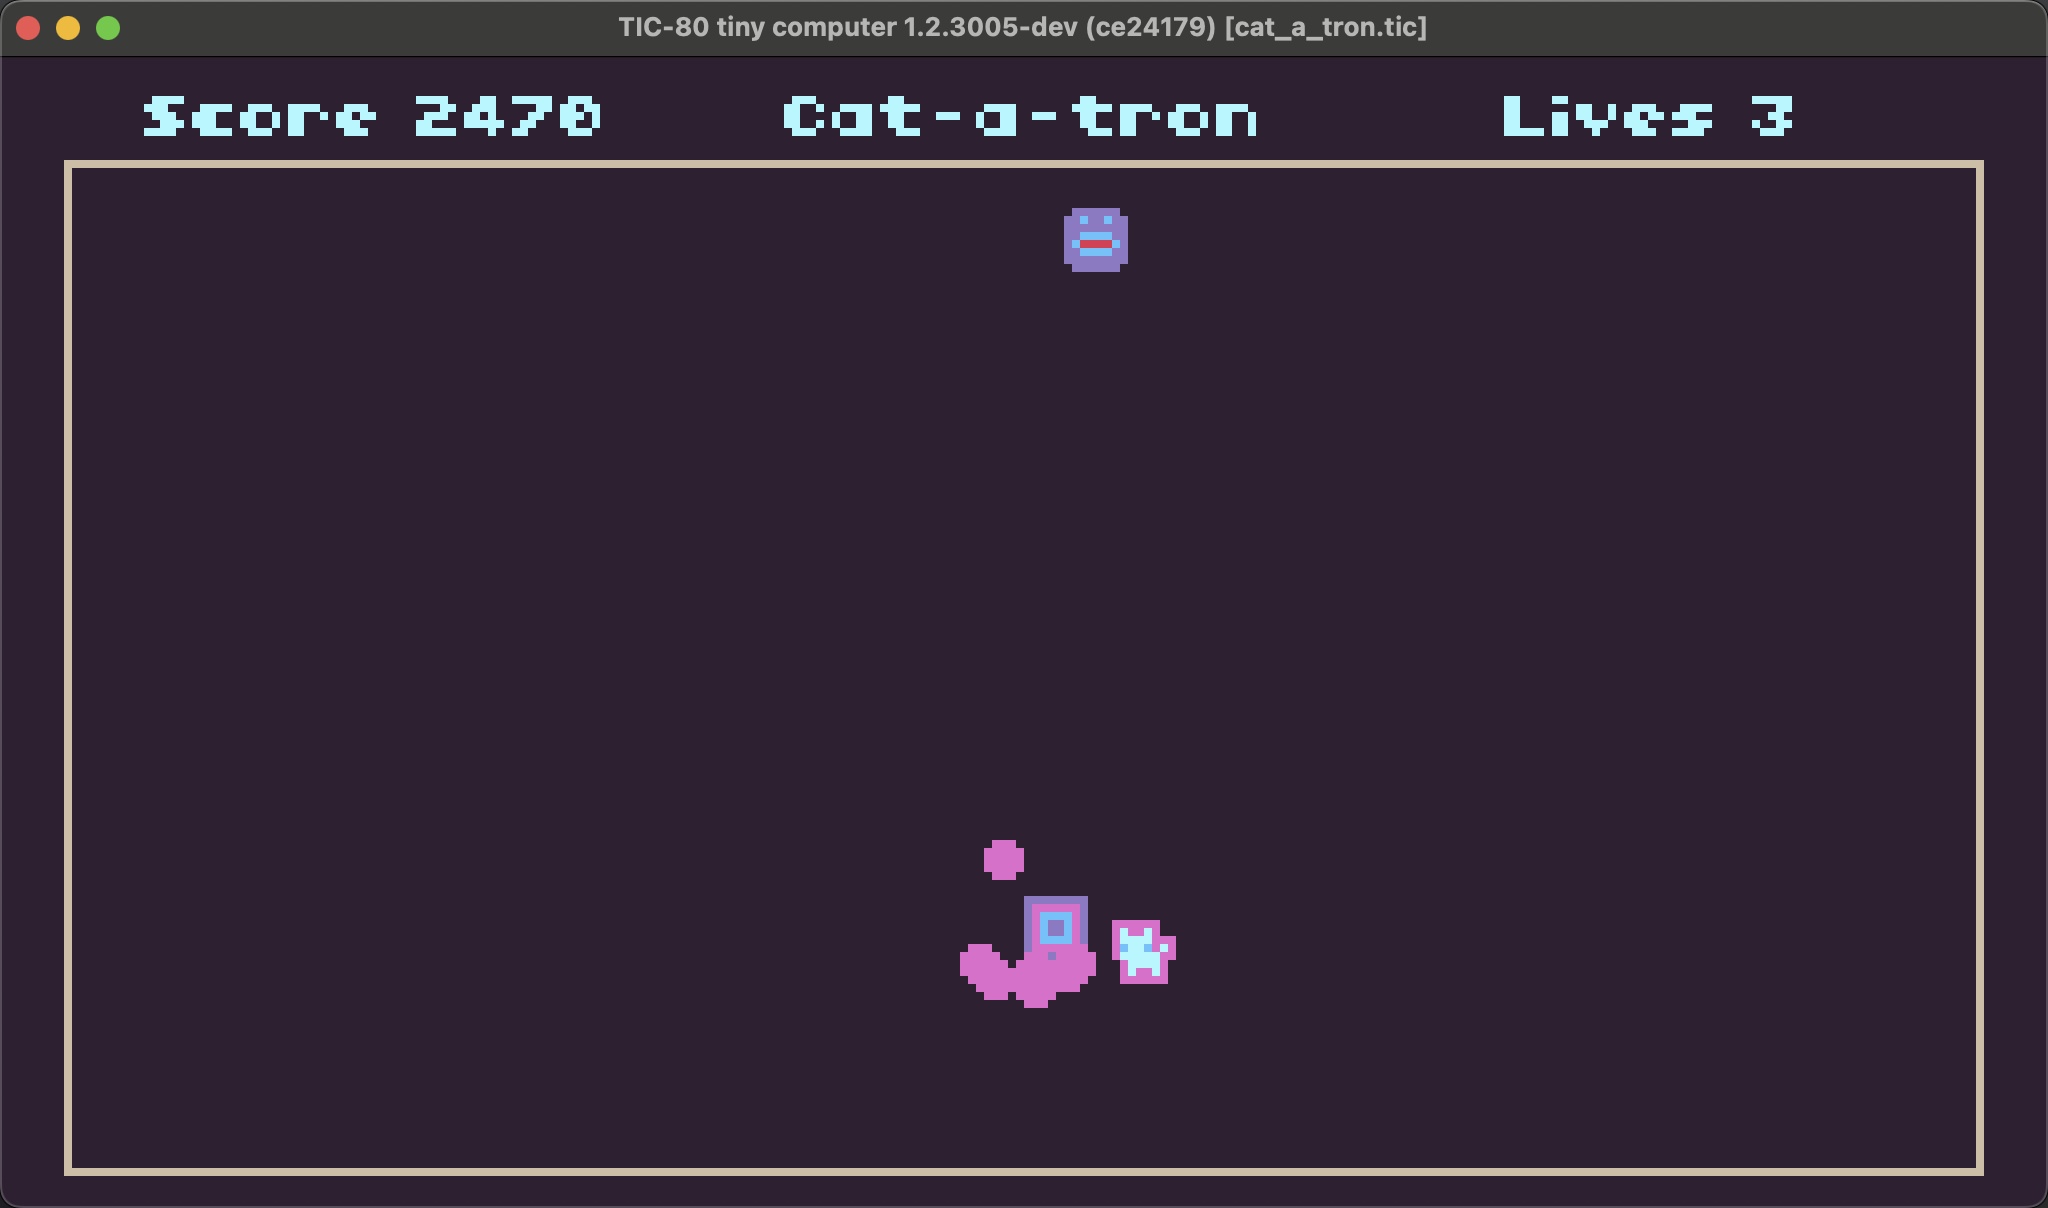 TIC-80 tiny computer 1.2.3005-dev (ce24179) [cat_a_tron.tic]
Score 2470 Cat-a-tron Lives 3